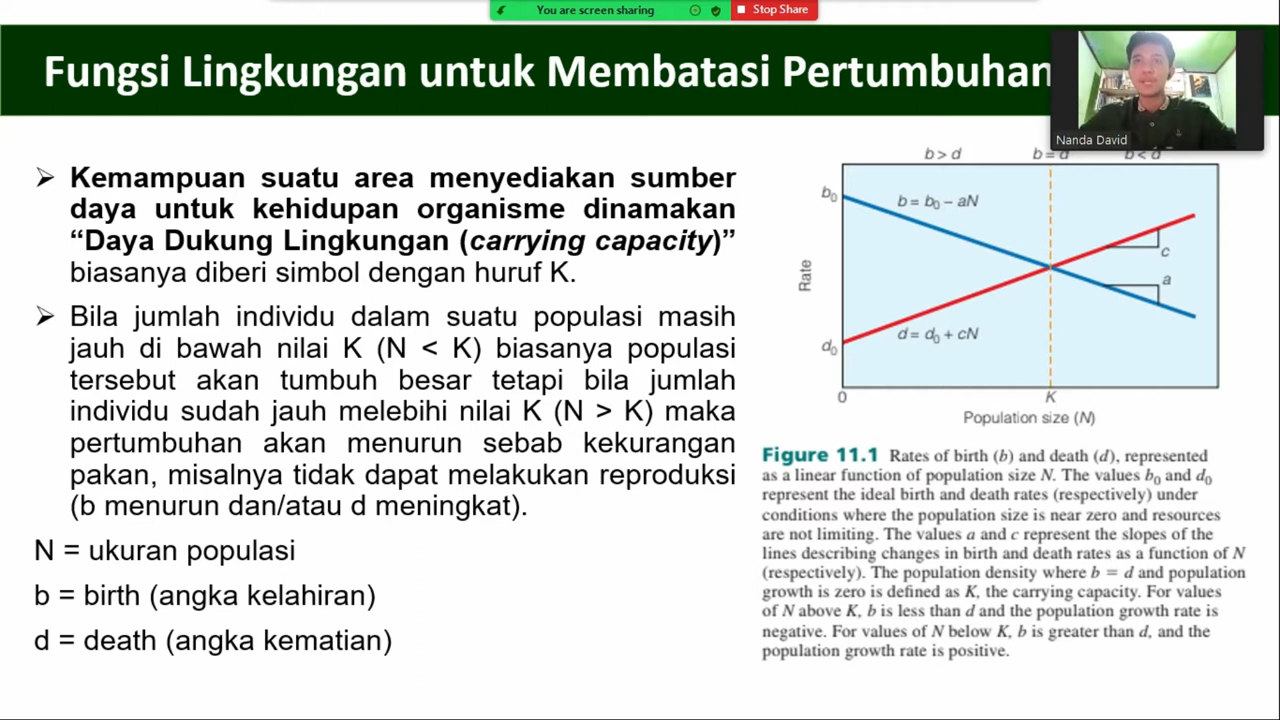 You are screen sharing
Stop Share
Fungsi Lingkungan untuk Membatasi Pertumbuhan
Nanda David
➢ Kemampuan suatu area menyediakan sumber
daya untuk kehidupan organisme dinamakan
“Daya Dukung Lingkungan (carrying capacity)”
biasanya diberi simbol dengan huruf K.
➢ Bila jumlah individu dalam suatu populasi masih
jauh di bawah nilai K (N < K) biasanya populasi
tersebut akan tumbuh besar tetapi bila jumlah
individu sudah jauh melebihi nilai K (N > K) maka
pertumbuhan akan menurun sebab kekurangan
pakan, misalnya tidak dapat melakukan reproduksi
(b menurun dan/atau d meningkat).
N = ukuran populasi
b = birth (angka kelahiran)
d = death (angka kematian)
b > d b = d b < d
b₀
b = b₀ – aN
c
Rate
a
d = d₀ + cN
d₀
0 K
Population size (N)
Figure 11.1 Rates of birth (b) and death (d), represented
as a linear function of population size N. The values b₀ and d₀
represent the ideal birth and death rates (respectively) under
conditions where the population size is near zero and resources
are not limiting. The values a and c represent the slopes of the
lines describing changes in birth and death rates as a function of N
(respectively). The population density where b = d and population
growth is zero is defined as K, the carrying capacity. For values
of N above K, b is less than d and the population growth rate is
negative. For values of N below K, b is greater than d, and the
population growth rate is positive.